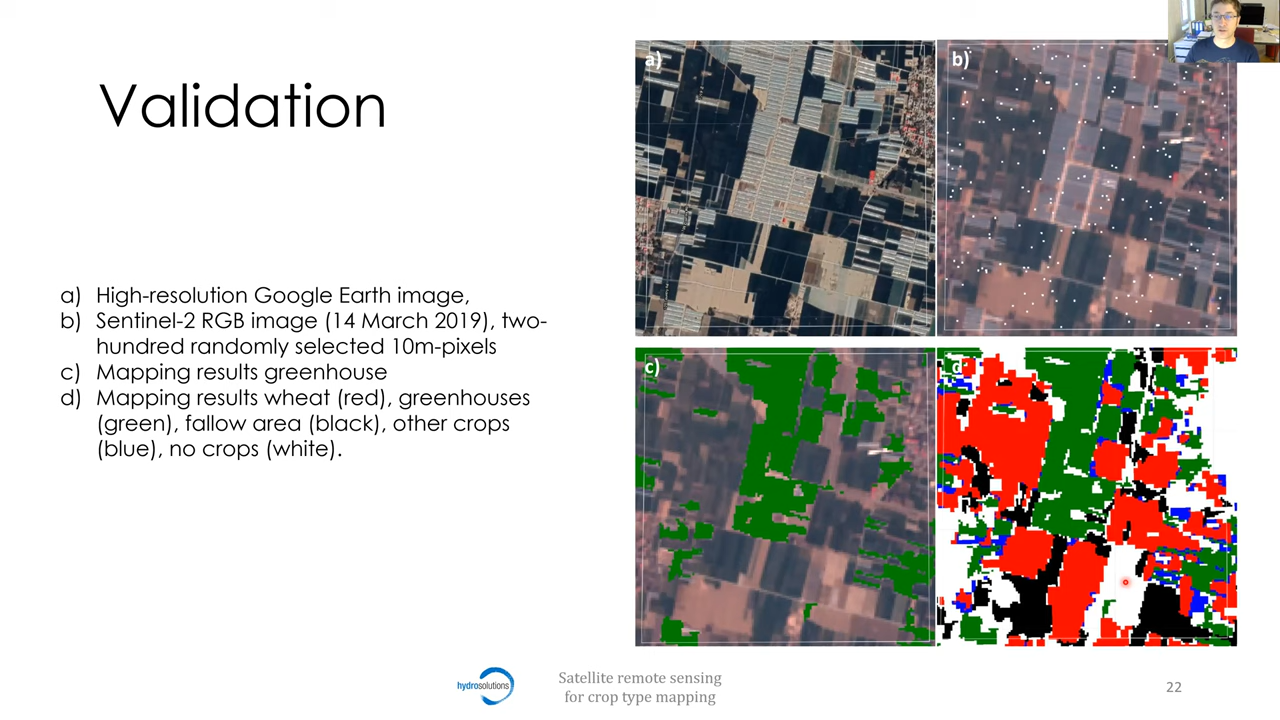 Validation
a) High-resolution Google Earth image,
b) Sentinel-2 RGB image (14 March 2019), two-
hundred randomly selected 10m-pixels
c) Mapping results greenhouse
d) Mapping results wheat (red), greenhouses
(green), fallow area (black), other crops
(blue), no crops (white).
a)
b)
c)
d)
hydrosolutions
Satellite remote sensing
for crop type mapping
22